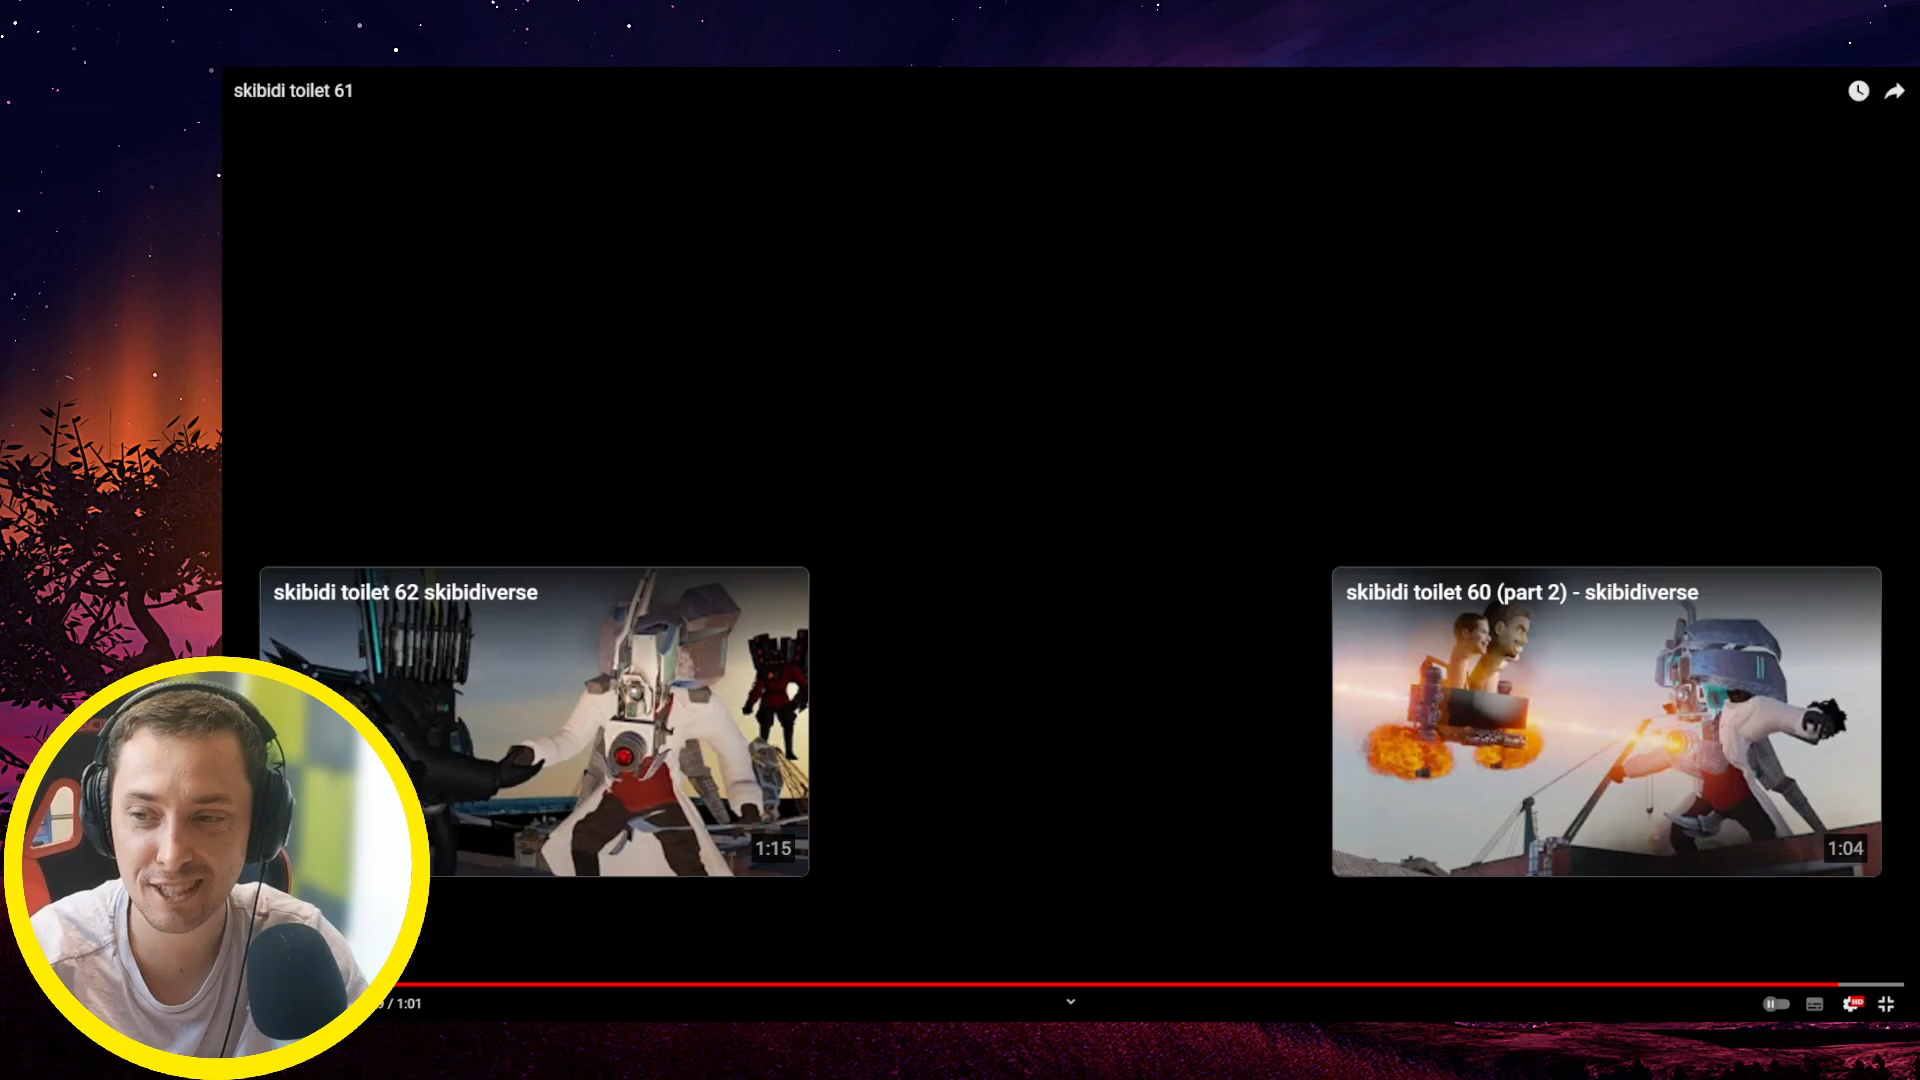 skibidi toilet 61
skibidi toilet 62 skibidiverse
skibidi toilet 60 (part 2) - skibidiverse
1:15
1:04
/ 1:01
HD